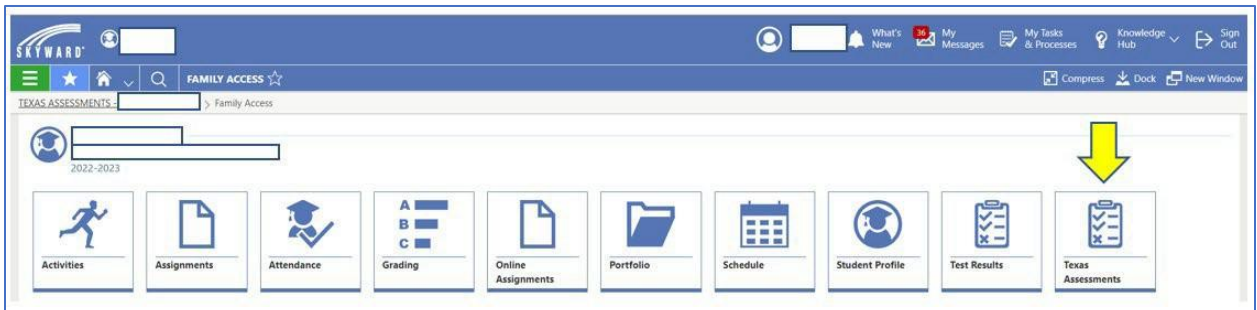 SKYWARD
What's New
36
My Messages
My Tasks & Processes
Knowledge Hub
Sign Out
FAMILY ACCESS
Compress
Dock
New Window
TEXAS ASSESSMENTS -
> Family Access
2022-2023
A
B
C
Activities
Assignments
Attendance
Grading
Online
Assignments
Portfolio
Schedule
Student Profile
Test Results
Texas
Assessments